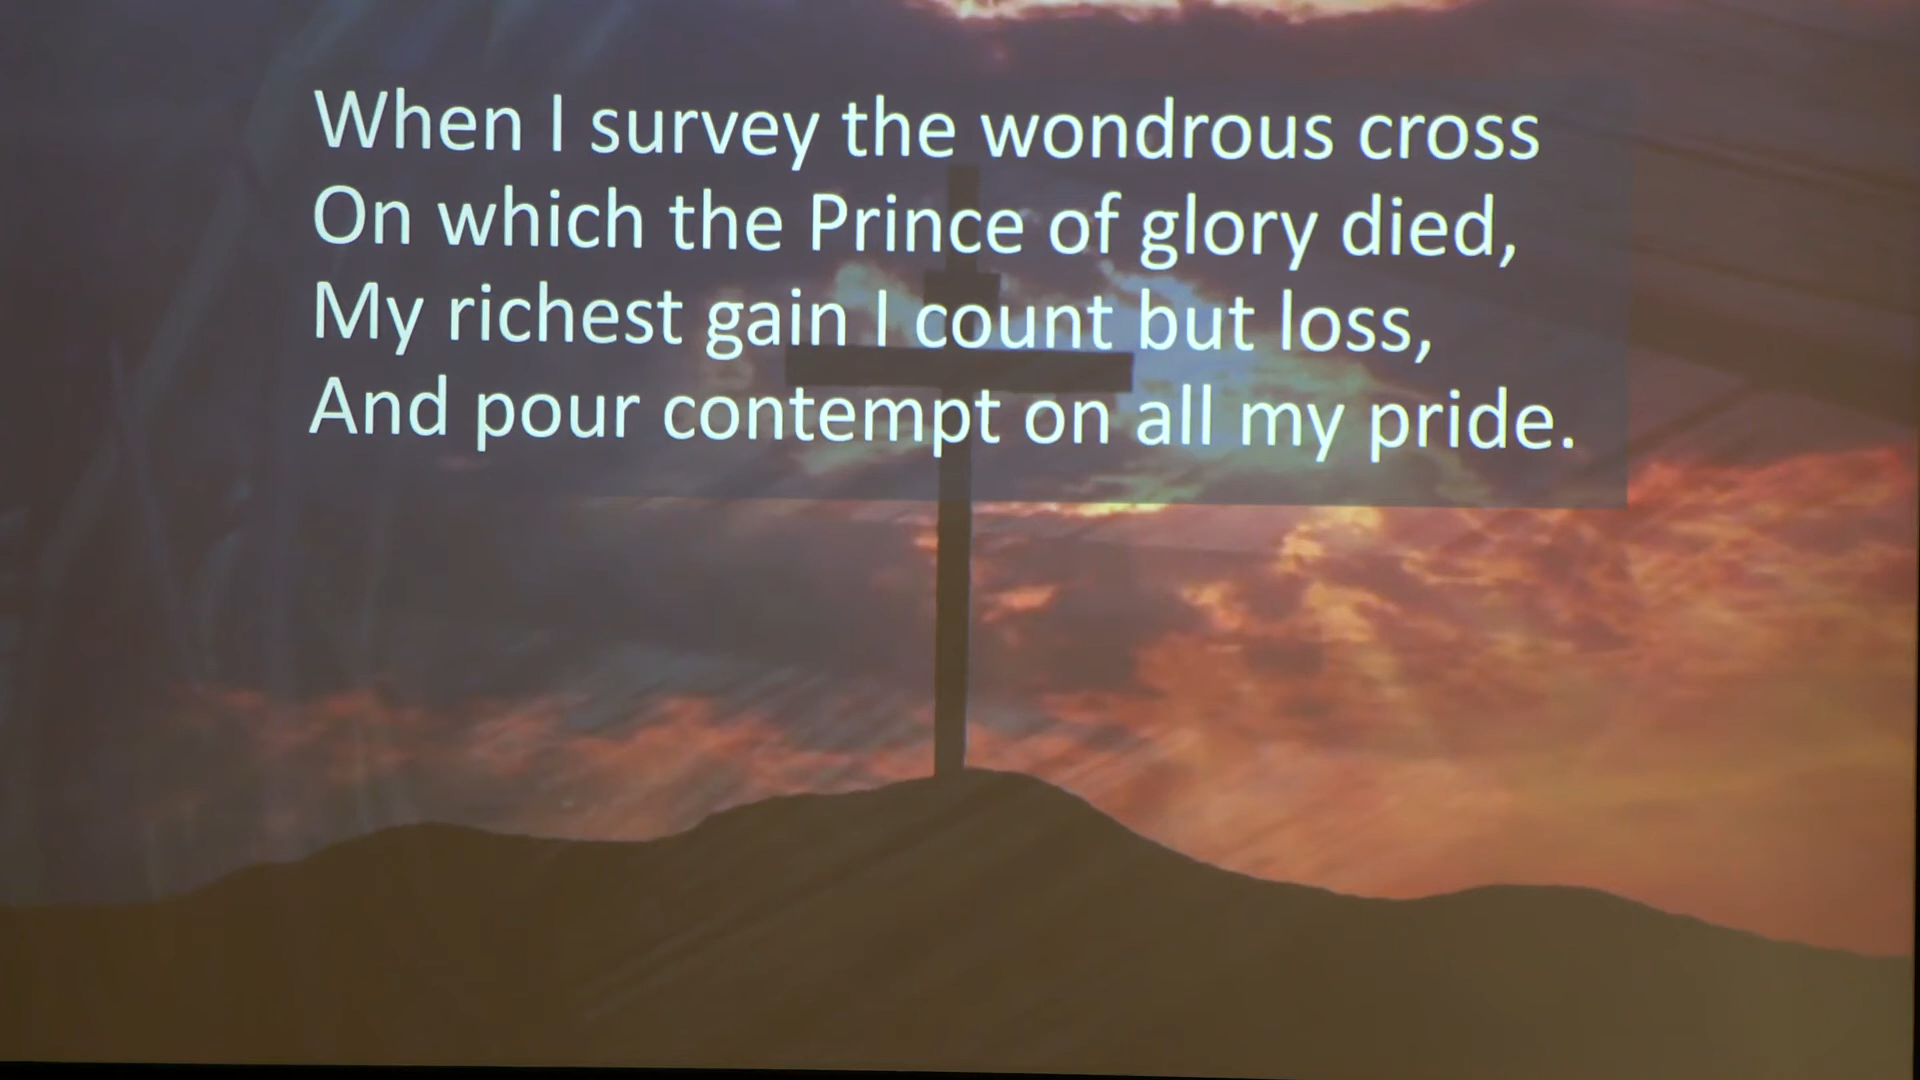 When I survey the wondrous cross
On which the Prince of glory died,
My richest gain I count but loss,
And pour contempt on all my pride.